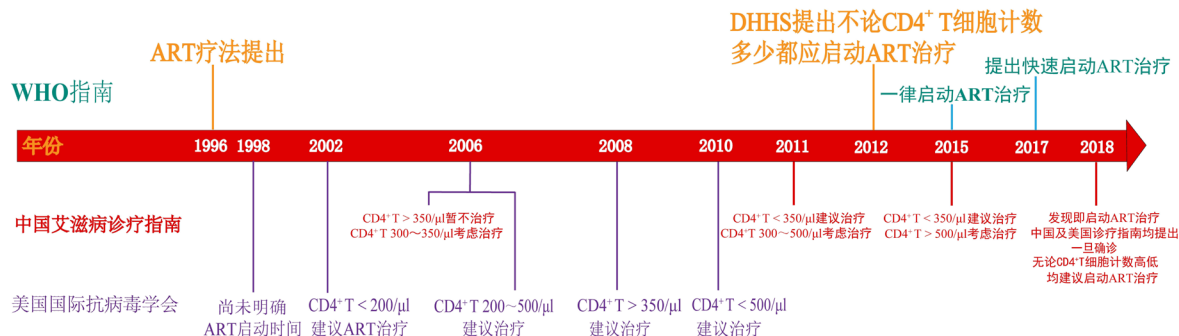 DHHS提出不论CD4⁺ T细胞计数
多少都应启动ART治疗
ART疗法提出
提出快速启动ART治疗
WHO指南
一律启动ART治疗
年份 1996 1998 2002 2006 2008 2010 2011 2012 2015 2017 2018
中国艾滋病诊疗指南
CD4⁺T > 350/μl暂不治疗
CD4⁺T 300～350/μl考虑治疗
CD4⁺T < 350/μl建议治疗
CD4⁺T 300～500/μl考虑治疗
CD4⁺T < 350/μl建议治疗
CD4⁺T > 500/μl考虑治疗
发现即启动ART治疗
中国及美国诊疗指南均提出
一旦确诊
无论CD4⁺T细胞计数高低
均建议启动ART治疗
美国国际抗病毒学会
尚未明确
ART启动时间
CD4⁺T < 200/μl
建议ART治疗
CD4⁺T 200～500/μl
建议治疗
CD4⁺T > 350/μl
建议治疗
CD4⁺T < 500/μl
建议治疗